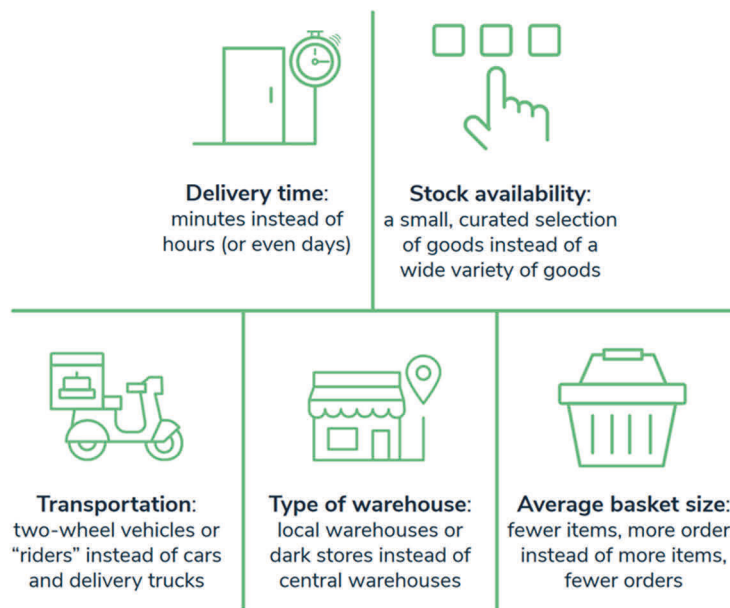 Delivery time:
minutes instead of
hours (or even days)
Stock availability:
a small, curated selection
of goods instead of a
wide variety of goods
Transportation:
two-wheel vehicles or
“riders” instead of cars
and delivery trucks
Type of warehouse:
local warehouses or
dark stores instead of
central warehouses
Average basket size:
fewer items, more order
instead of more items,
fewer orders